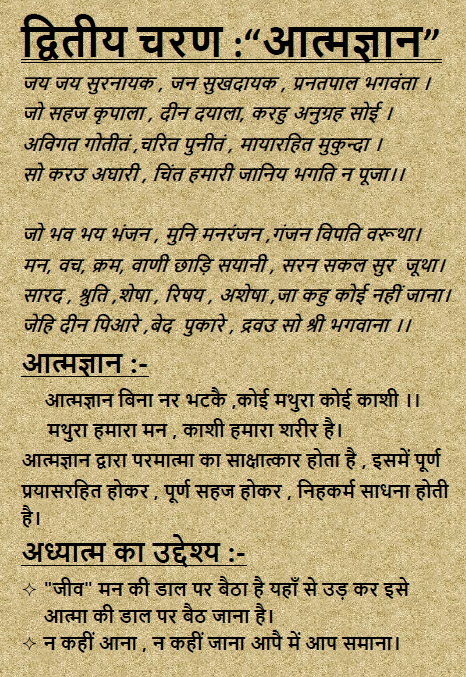 द्वितीय चरण :“आत्मज्ञान”
जय जय सुरनायक , जन सुखदायक , प्रनतपाल भगवंता ।
जो सहज कृपाला , दीन दयाला, करहु अनुग्रह सोई ।
अविगत गोतीतं ,चरित पुनीतं , मायारहित मुकुन्दा ।
सो करउ अघारी , चिंत हमारी जानिय भगति न पूजा।।
जो भव भय भंजन , मुनि मनरंजन ,गंजन विपति वरूथा।
मन, वच, क्रम, वाणी छाड़ि सयानी , सरन सकल सुर जूथा।
सारद , श्रुति ,शेषा , रिषय , अशेषा ,जा कहु कोई नहीं जाना।
जेहि दीन पिआरे ,बेद पुकारे , द्रवउ सो श्री भगवाना ।।
आत्मज्ञान :-
आत्मज्ञान बिना नर भटकै ,कोई मथुरा कोई काशी ।।
मथुरा हमारा मन , काशी हमारा शरीर है।
आत्मज्ञान द्वारा परमात्मा का साक्षात्कार होता है , इसमें पूर्ण
प्रयासरहित होकर , पूर्ण सहज होकर , निहकर्म साधना होती
है।
अध्यात्म का उद्देश्य :-
✧ "जीव" मन की डाल पर बैठा है यहाँ से उड़ कर इसे
आत्मा की डाल पर बैठ जाना है।
✧ न कहीं आना , न कहीं जाना आपै में आप समाना।